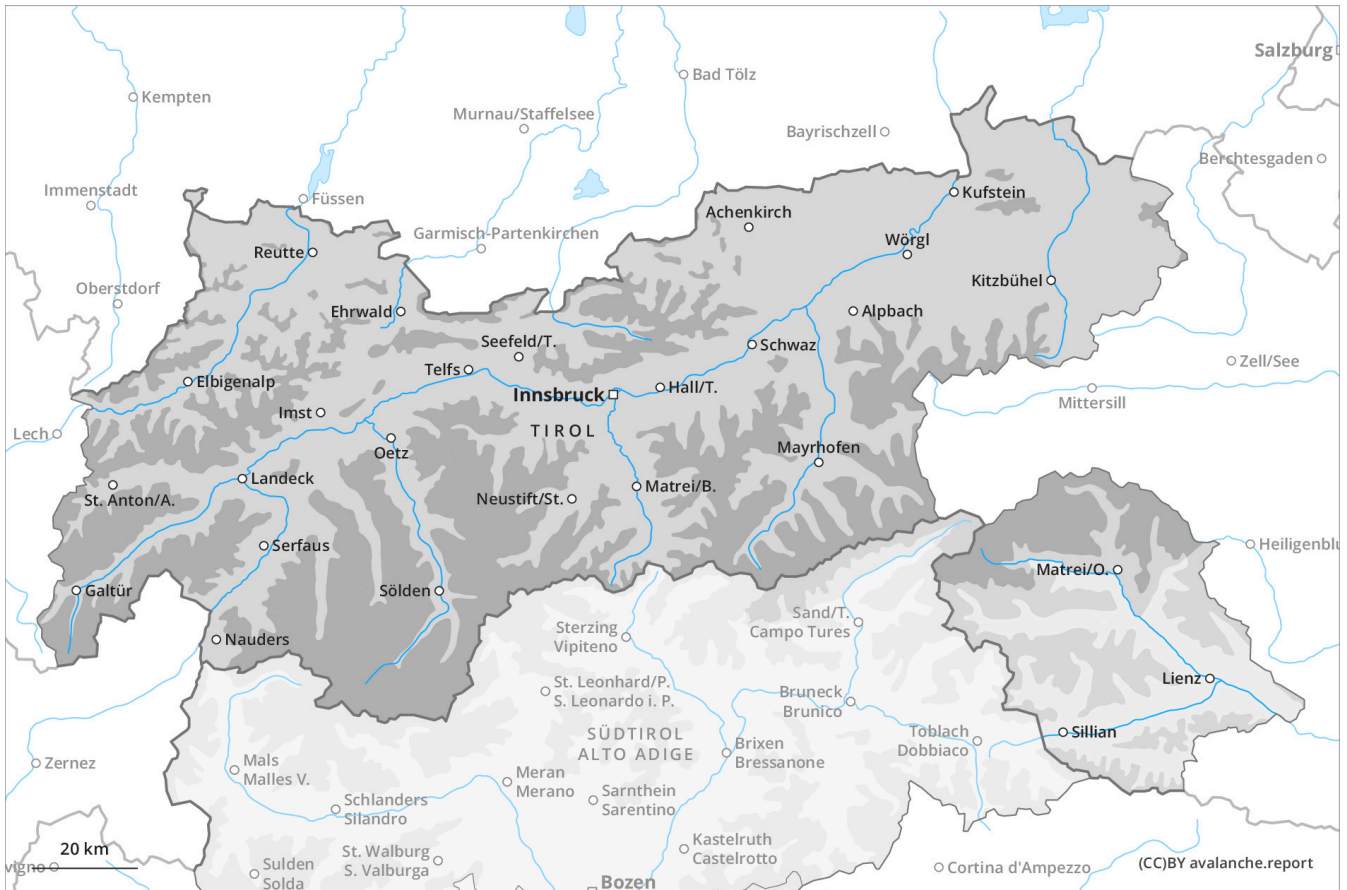 Salzburg
Bad Tölz
Kempten
Murnau/Staffelsee
Bayrischzell
Berchtesgaden
Immenstadt
Füssen
Kufstein
Achenkirch
Garmisch-Partenkirchen
Wörgl
Reutte
Kitzbühel
Oberstdorf
Ehrwald
Alpbach
Seefeld/T.
Schwaz
Telfs
Zell/See
Elbigenalp
Innsbruck
Hall/T.
Mittersill
Imst
TIROL
Lech
Oetz
Mayrhofen
Landeck
St. Anton/A.
Neustift/St.
Matrei/B.
Serfaus
Heiligenblu
Matrei/O.
Galtür
Sölden
Sand/T.
Campo Tures
Nauders
Sterzing
Vipiteno
Lienz
St. Leonhard/P.
S. Leonardo i. P.
Bruneck
Brunico
SÜDTIROL
ALTO ADIGE
Sillian
Toblach
Dobbiaco
Brixen
Bressanone
Zernez
Mals
Malles V.
Meran
Merano
Sarnthein
Sarentino
Schlanders
Silandro
Kastelruth
Castelrotto
20 km
St. Walburg
S. Valburga
vigno
Sulden
Solda
Cortina d'Ampezzo
(CC)BY avalanche.report
Bozen